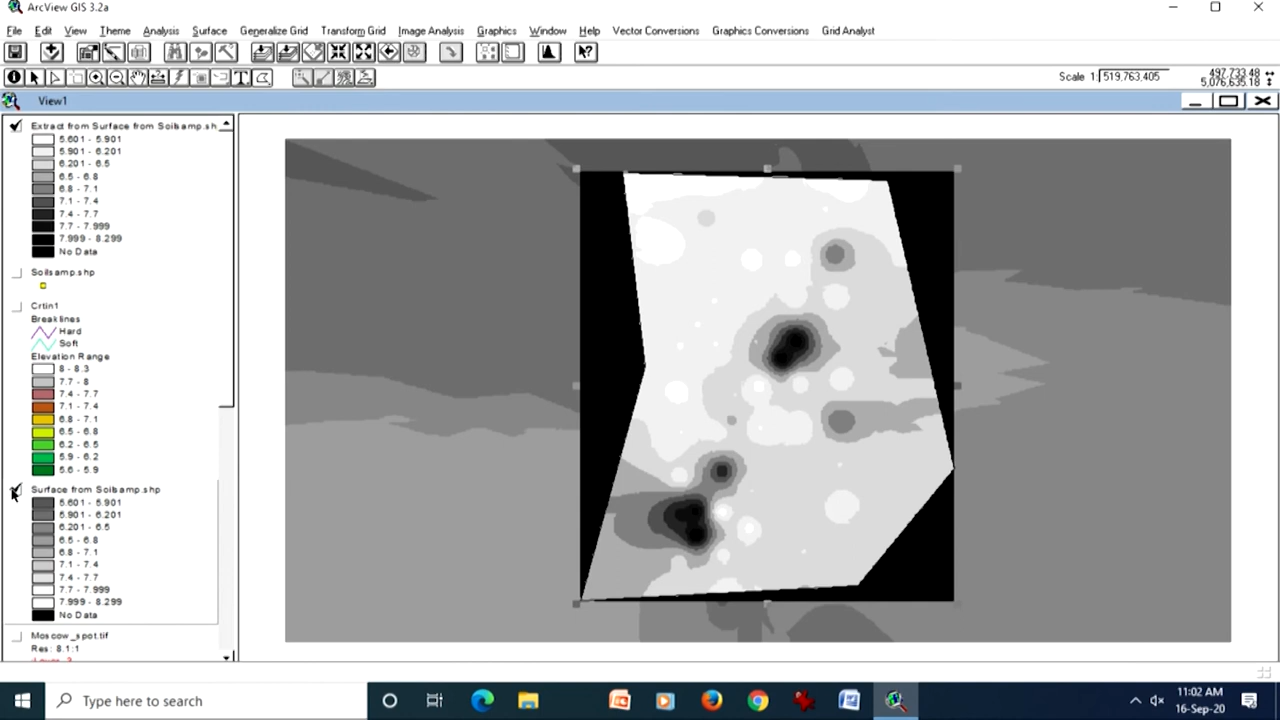 ArcView GIS 3.2a
File Edit View Theme Analysis Surface Generalize Grid Transform Grid Image Analysis Graphics Window Help Vector Conversions Graphics Conversions Grid Analyst
Scale 1: 519,763,405
497,733.48
5,076,635.18
View1
Extract from Surface from Soilsamp.sh
5.601 - 5.901
5.901 - 6.201
6.201 - 6.5
6.5 - 6.8
6.8 - 7.1
7.1 - 7.4
7.4 - 7.7
7.7 - 7.999
7.999 - 8.299
No Data
Soilsamp.shp
Crtin1
Breaklines
Hard
Soft
Elevation Range
8 - 8.3
7.7 - 8
7.4 - 7.7
7.1 - 7.4
6.8 - 7.1
6.5 - 6.8
6.2 - 6.5
5.9 - 6.2
5.6 - 5.9
Surface from Soilsamp.shp
5.601 - 5.901
5.901 - 6.201
6.201 - 6.5
6.5 - 6.8
6.8 - 7.1
7.1 - 7.4
7.4 - 7.7
7.7 - 7.999
7.999 - 8.299
No Data
Moscow_spot.tif
Res: 8.1:1
Type here to search
11:02 AM
16-Sep-20